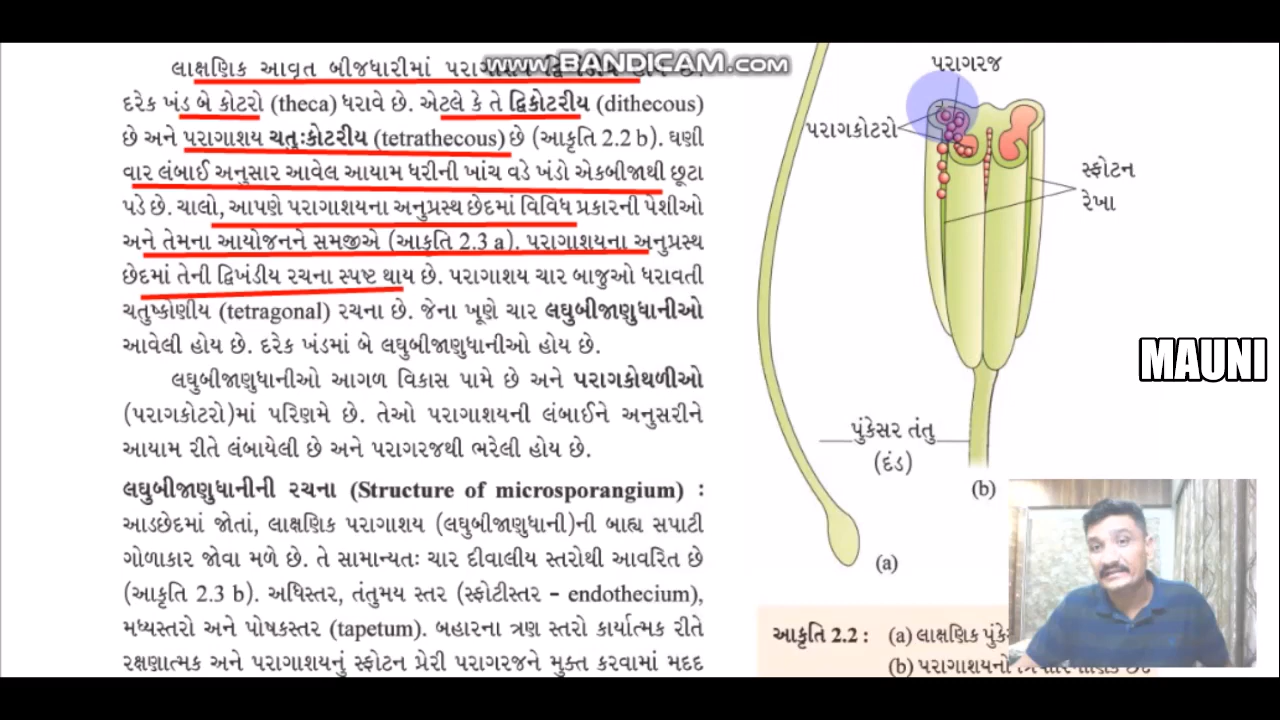 WWW.BANDICAM.COM
લાક્ષણિક આવૃત બીજધારીમાં પરાગાશય
દરેક ખંડ બે કોટરો (theca) ધરાવે છે. એટલે કે તે દ્વિકોટરીય (dithecous)
છે અને પરાગાશય ચતુઃકોટરીય (tetrathecous) છે (આકૃતિ 2.2 b). ઘણી
વાર લંબાઈ અનુસાર આવેલ આયામ ધરીની ખાંચ વડે ખંડો એકબીજાથી છૂટા
પડે છે. ચાલો, આપણે પરાગાશયના અનુપ્રસ્થ છેદમાં વિવિધ પ્રકારની પેશીઓ
અને તેમના આયોજનને સમજીએ (આકૃતિ 2.3 a). પરાગાશયના અનુપ્રસ્થ
છેદમાં તેની દ્વિખંડીય રચના સ્પષ્ટ થાય છે. પરાગાશય ચાર બાજુઓ ધરાવતી
ચતુષ્કોણીય (tetragonal) રચના છે. જેના ખૂણે ચાર લઘુબીજાણુધાનીઓ
આવેલી હોય છે. દરેક ખંડમાં બે લઘુબીજાણુધાનીઓ હોય છે.
લઘુબીજાણુધાનીઓ આગળ વિકાસ પામે છે અને પરાગકોથળીઓ
(પરાગકોટરો)માં પરિણમે છે. તેઓ પરાગાશયની લંબાઈને અનુસરીને
આયામ રીતે લંબાયેલી છે અને પરાગરજથી ભરેલી હોય છે.
લઘુબીજાણુધાનીની રચના (Structure of microsporangium) :
આડછેદમાં જોતાં, લાક્ષણિક પરાગાશય (લઘુબીજાણુધાની)ની બાહ્ય સપાટી
ગોળાકાર જોવા મળે છે. તે સામાન્યતઃ ચાર દીવાલીય સ્તરોથી આવરિત છે
(આકૃતિ 2.3 b). અધિસ્તર, તંતુમય સ્તર (સ્ફોટીસ્તર – endothecium),
મધ્યસ્તરો અને પોષકસ્તર (tapetum). બહારના ત્રણ સ્તરો કાર્યાત્મક રીતે
રક્ષણાત્મક અને પરાગાશયનું સ્ફોટન પ્રેરી પરાગરજને મુક્ત કરવામાં મદદ
પરાગરજ
પરાગકોટરો
સ્ફોટન
રેખા
પુંકેસર તંતુ
(દંડ)
(b)
(a)
MAUNI
આકૃતિ 2.2 : (a) લાક્ષણિક
(b) પરાગાશયનો ત્રિપારિમાણિક છેદ